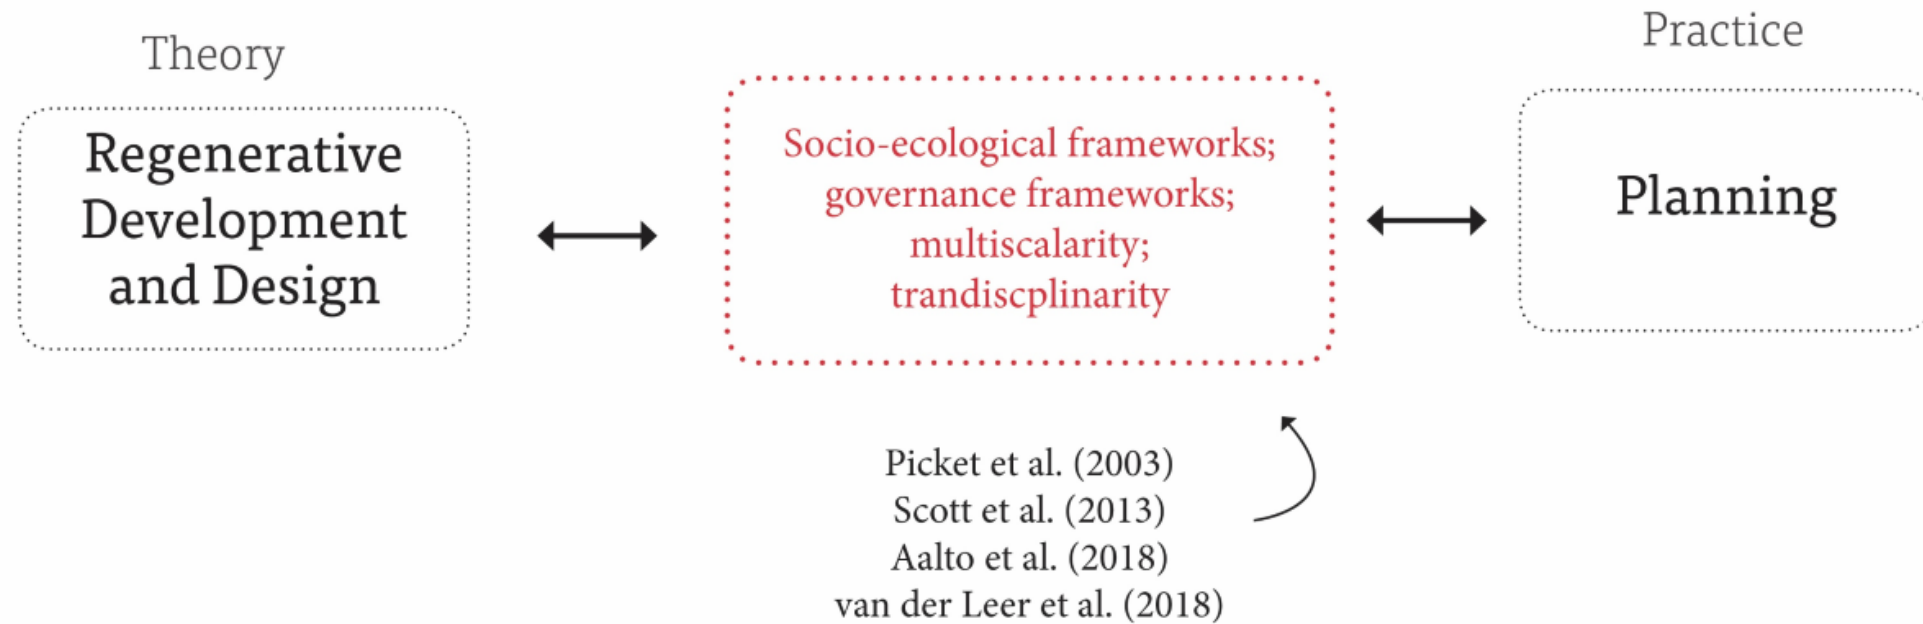 Theory
Regenerative
Development
and Design
Socio-ecological frameworks;
governance frameworks;
multiscalarity;
trandiscplinarity
Practice
Planning
Picket et al. (2003)
Scott et al. (2013)
Aalto et al. (2018)
van der Leer et al. (2018)